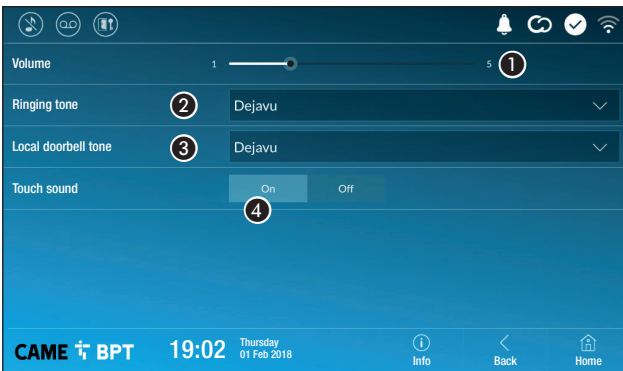 Volume 1 5 1
Ringing tone 2 Dejavu
Local doorbell tone 3 Dejavu
Touch sound On Off
4
CAME BPT 19:02 Thursday
01 Feb 2018
Info Back Home